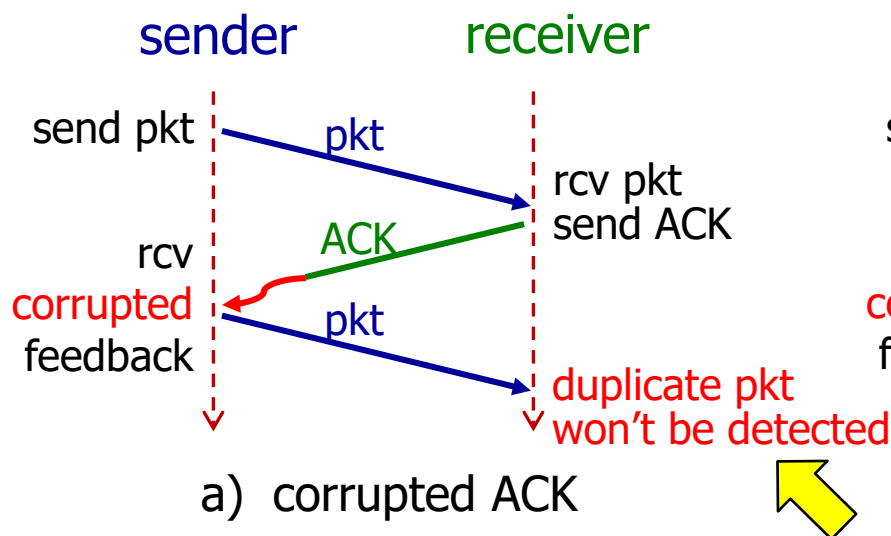 sender
receiver
send pkt
pkt
rcv pkt
send ACK
ACK
rcv
corrupted
feedback
pkt
duplicate pkt
won't be detected
a) corrupted ACK
s
co
f